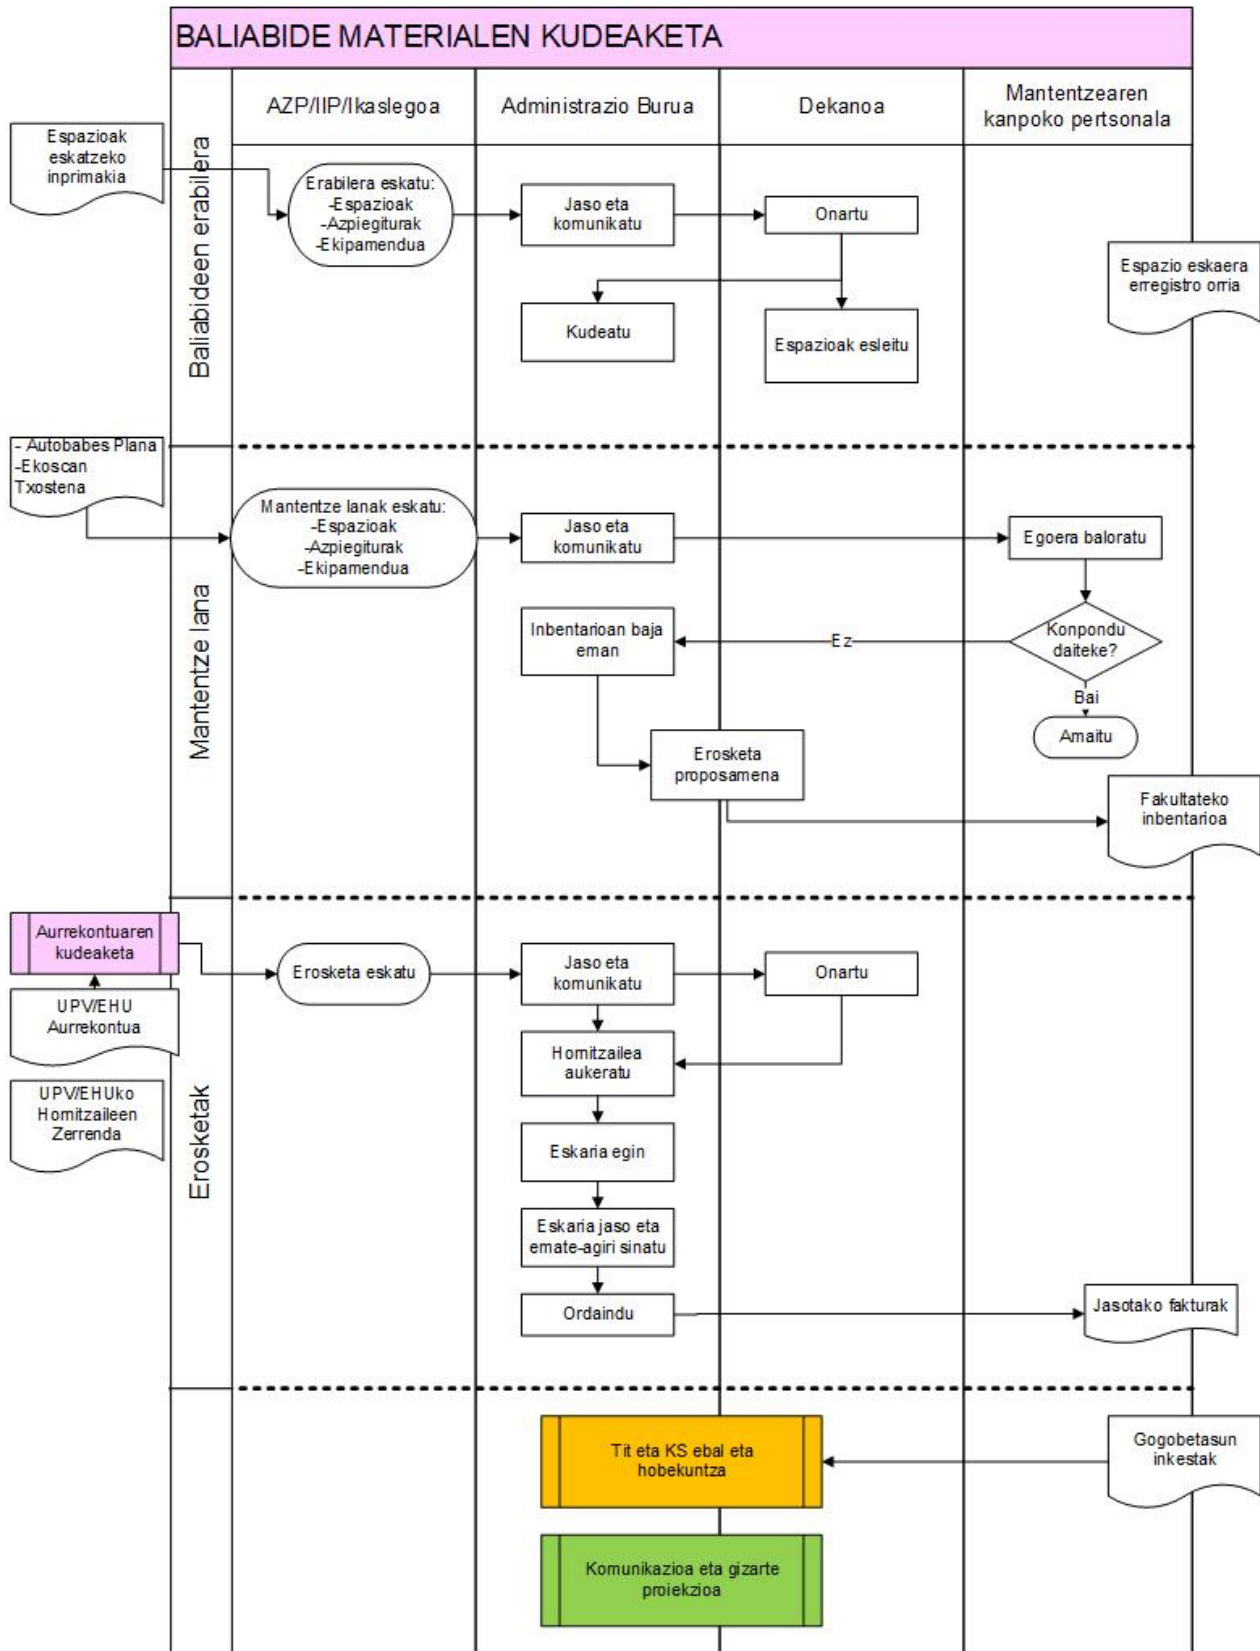 BALIABIDE MATERIALEN KUDEAKETA
AZP/IIP/Ikaslegoa
Administrazio Burua
Dekanoa
Mantentzearen
kanpoko pertsonala
Baliabideen erabilera
Espazioak
eskatzeko
inprimakia
Erabilera eskatu:
-Espazioak
-Azpiegiturak
-Ekipamendua
Jaso eta
komunikatu
Onartu
Kudeatu
Espazioak esleitu
Espazio eskaera
erregistro orria
Mantentze lana
- Autobabes Plana
-Ekoscan
Txostena
Mantentze lanak eskatu:
-Espazioak
-Azpiegiturak
-Ekipamendua
Jaso eta
komunikatu
Egoera baloratu
Konpondu
daiteke?
Ez
Bai
Amaitu
Inbentarioan baja
eman
Erosketa
proposamena
Fakultateko
inbentarioa
Erosketak
Aurrekontuaren
kudeaketa
UPV/EHU
Aurrekontua
UPV/EHUko
Hornitzaileen
Zerrenda
Erosketa eskatu
Jaso eta
komunikatu
Onartu
Hornitzailea
aukeratu
Eskaria egin
Eskaria jaso eta
emate-agiri sinatu
Ordaindu
Jasotako fakturak
Tit eta KS ebal eta
hobekuntza
Gogobetasun
inkestak
Komunikazioa eta gizarte
proiekzioa